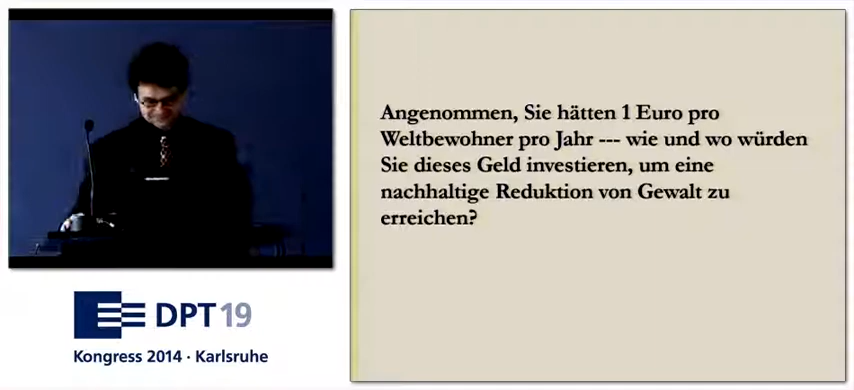 Angenommen, Sie hätten 1 Euro pro
Weltbewohner pro Jahr --- wie und wo würden
Sie dieses Geld investieren, um eine
nachhaltige Reduktion von Gewalt zu
erreichen?
DPT 19
Kongress 2014 · Karlsruhe